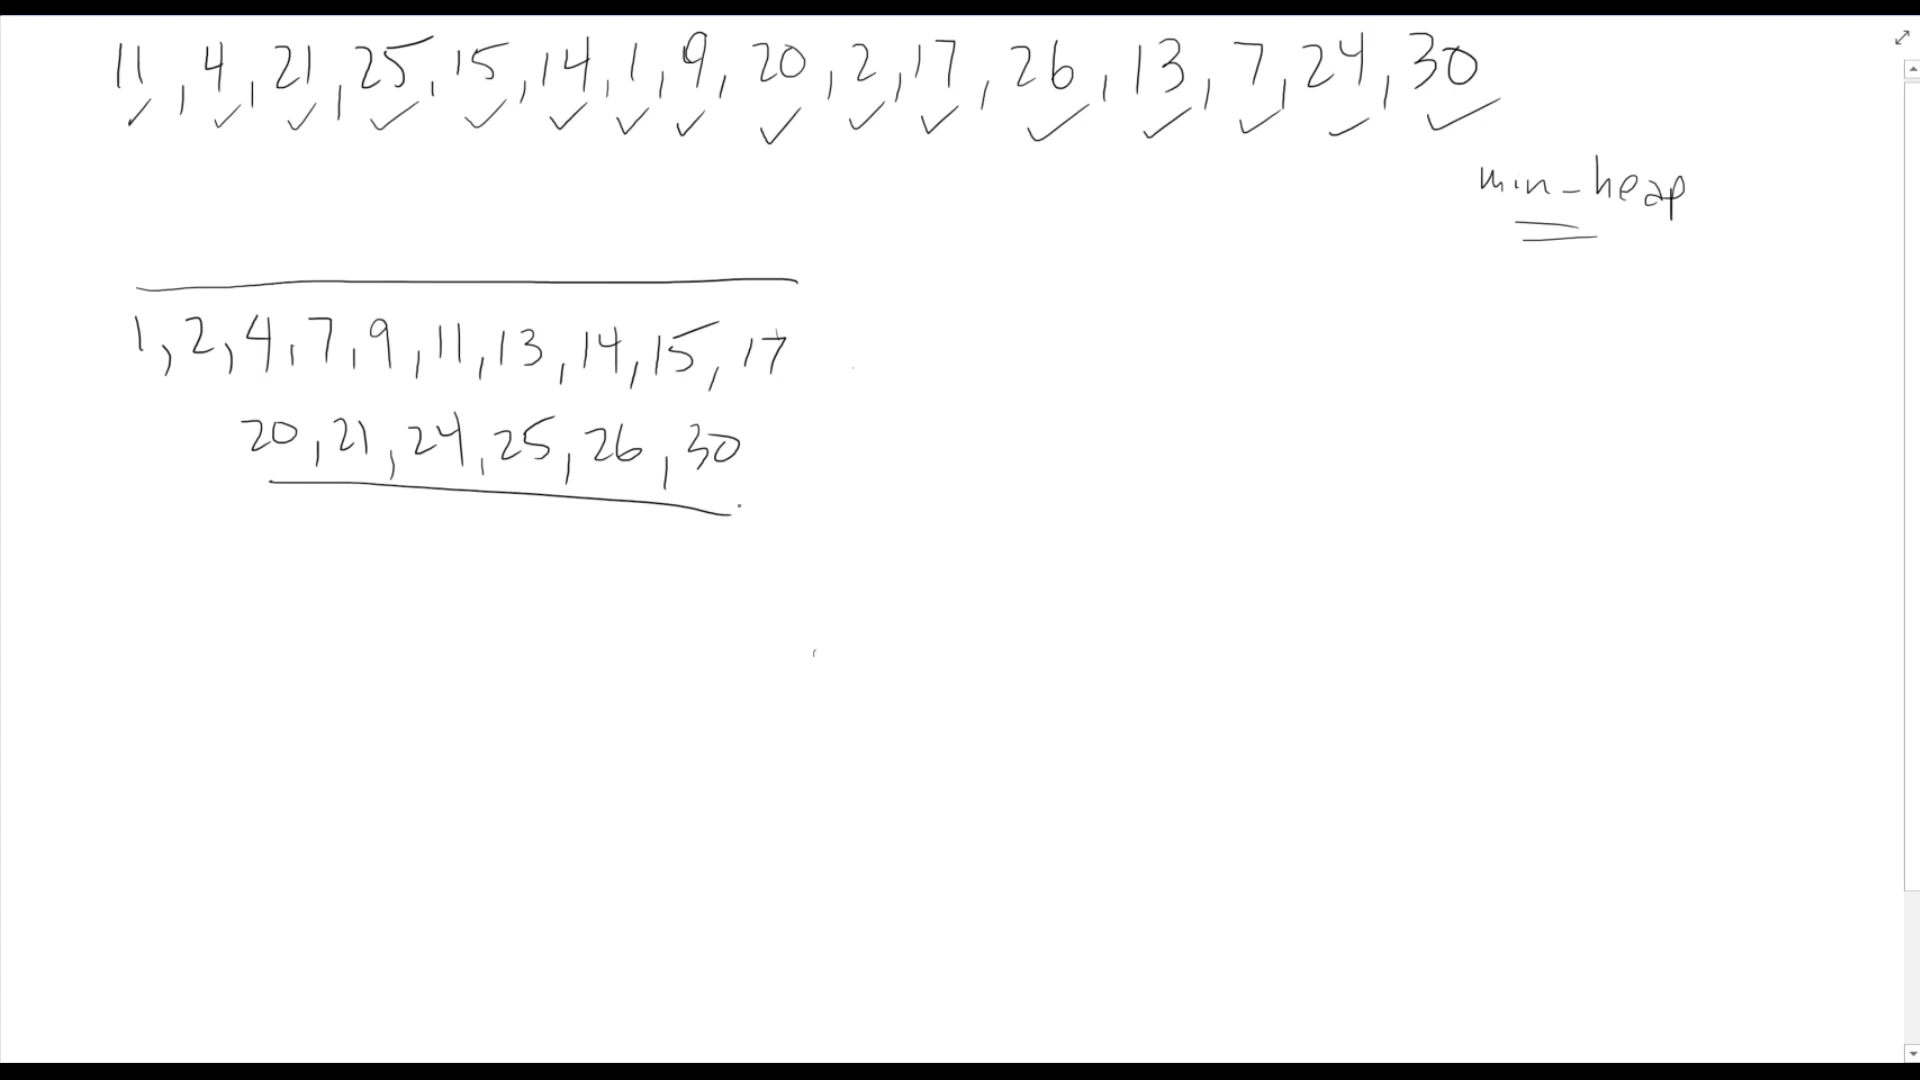 11, 4, 21, 25, 15, 14, 1, 9, 20, 2, 17, 26, 13, 7, 24, 30
min-heap
1, 2, 4, 7, 9, 11, 13, 14, 15, 17
20, 21, 24, 25, 26, 30